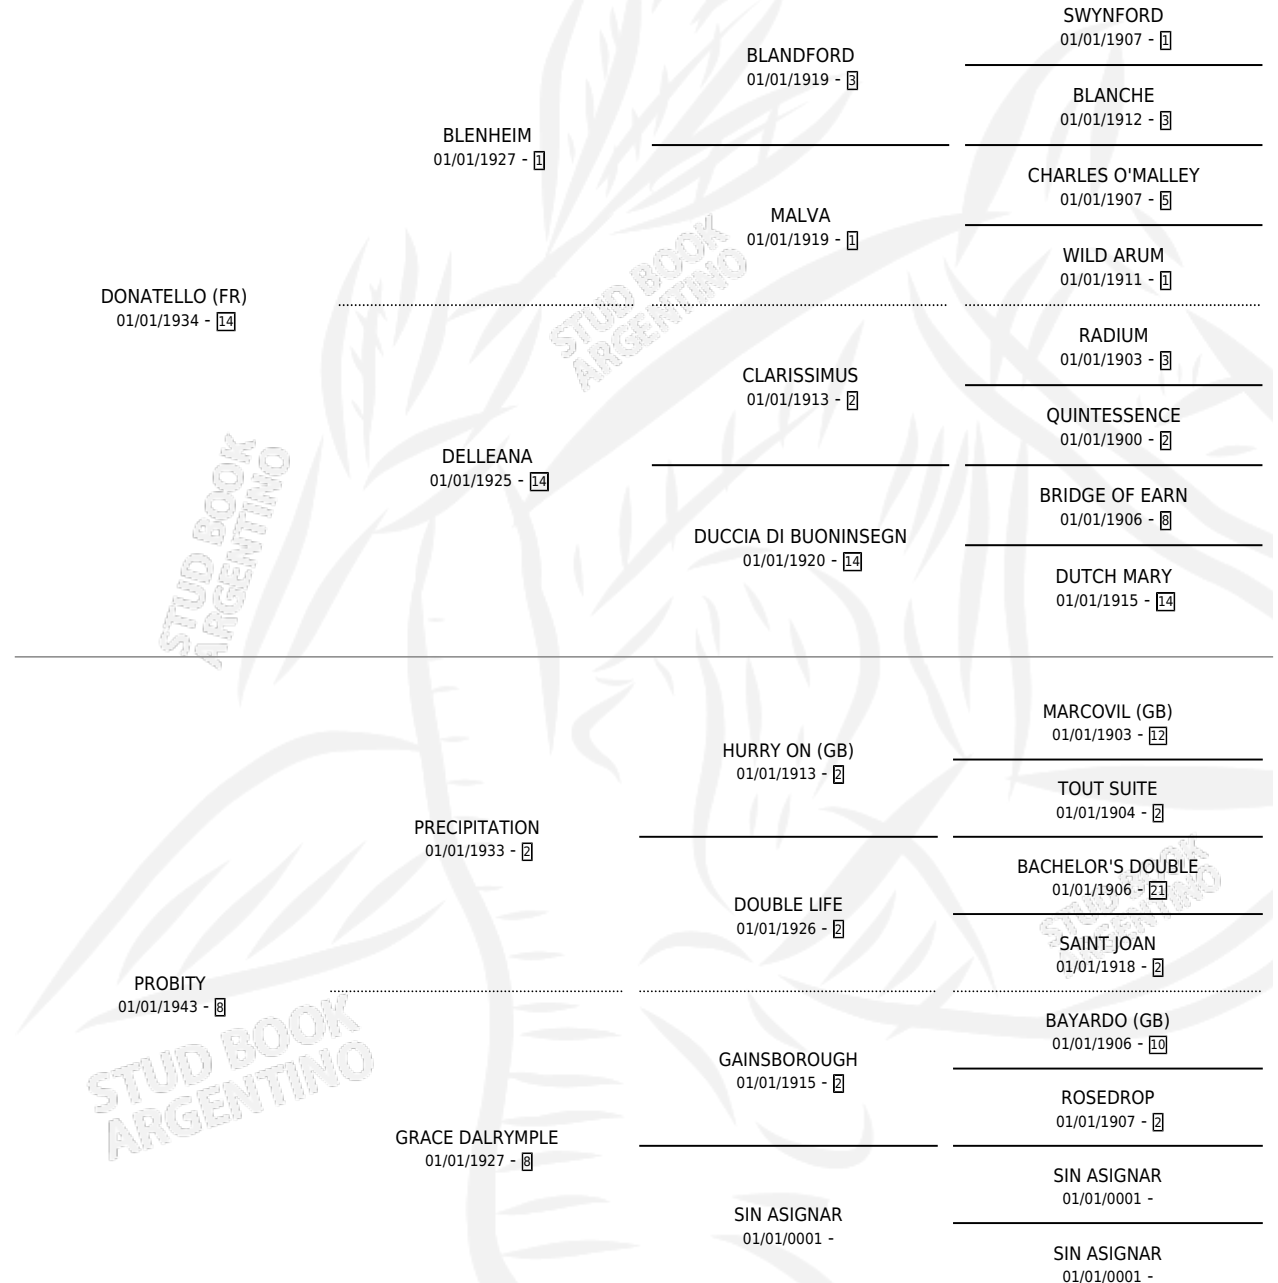 SWYNFORD
01/01/1907 - 1
BLANDFORD
01/01/1919 - 3
BLANCHE
01/01/1912 - 3
BLENHEIM
01/01/1927 - 1
CHARLES O'MALLEY
01/01/1907 - 5
MALVA
01/01/1919 - 1
WILD ARUM
01/01/1911 - 1
DONATELLO (FR)
01/01/1934 - 14
RADIUM
01/01/1903 - 3
CLARISSIMUS
01/01/1913 - 2
QUINTESSENCE
01/01/1900 - 2
DELLEANA
01/01/1925 - 14
BRIDGE OF EARN
01/01/1906 - 8
DUCCIA DI BUONINSEGN
01/01/1920 - 14
DUTCH MARY
01/01/1915 - 14
MARCOVIL (GB)
01/01/1903 - 12
HURRY ON (GB)
01/01/1913 - 2
TOUT SUITE
01/01/1904 - 2
PRECIPITATION
01/01/1933 - 2
BACHELOR'S DOUBLE
01/01/1906 - 21
DOUBLE LIFE
01/01/1926 - 2
SAINT JOAN
01/01/1918 - 2
PROBITY
01/01/1943 - 8
BAYARDO (GB)
01/01/1906 - 10
GAINSBOROUGH
01/01/1915 - 2
ROSEDROP
01/01/1907 - 2
GRACE DALRYMPLE
01/01/1927 - 8
SIN ASIGNAR
01/01/0001 -
SIN ASIGNAR
01/01/0001 -
SIN ASIGNAR
01/01/0001 -
STUD BOOK
ARGENTINO
STUD BOOK
ARGENTINO
STUD BOOK
ARGENTINO
STUD BOOK
ARGENTINO